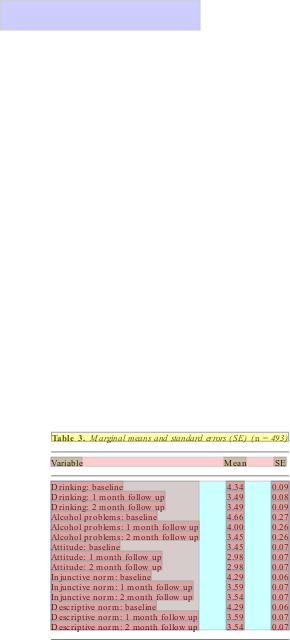 Table 3. Marginal means and standard errors (SE) (n = 493)
Variable Mean SE
Drinking: baseline 4.34 0.09
Drinking: 1 month follow up 3.49 0.08
Drinking: 2 month follow up 3.49 0.09
Alcohol problems: baseline 4.66 0.27
Alcohol problems: 1 month follow up 4.00 0.26
Alcohol problems: 2 month follow up 3.45 0.26
Attitude: baseline 3.45 0.07
Attitude: 1 month follow up 2.98 0.07
Attitude: 2 month follow up 2.98 0.07
Injunctive norm: baseline 4.29 0.06
Injunctive norm: 1 month follow up 3.59 0.07
Injunctive norm: 2 month follow up 3.54 0.07
Descriptive norm: baseline 4.29 0.06
Descriptive norm: 1 month follow up 3.59 0.07
Descriptive norm: 2 month follow up 3.54 0.07